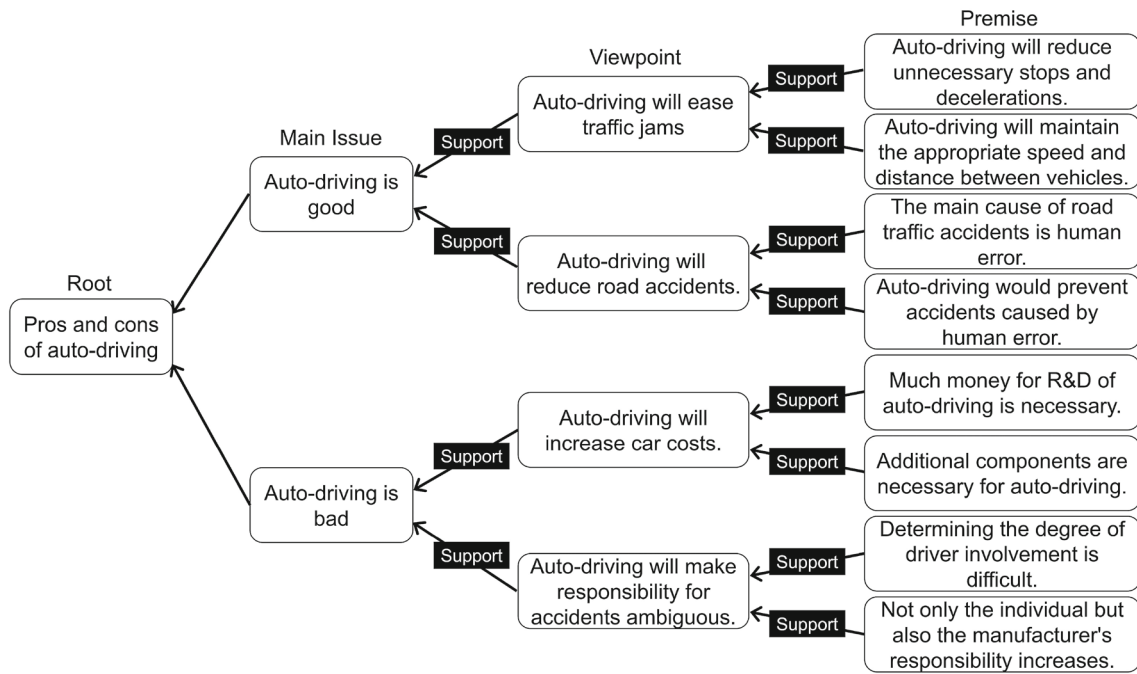 Root
Pros and cons
of auto-driving
Main Issue
Auto-driving is
good
Auto-driving is
bad
Support
Support
Support
Support
Viewpoint
Auto-driving will ease
traffic jams
Auto-driving will
reduce road accidents.
Auto-driving will
increase car costs.
Auto-driving will make
responsibility for
accidents ambiguous.
Support
Support
Support
Support
Support
Support
Support
Support
Premise
Auto-driving will reduce
unnecessary stops and
decelerations.
Auto-driving will maintain
the appropriate speed and
distance between vehicles.
The main cause of road
traffic accidents is human
error.
Auto-driving would prevent
accidents caused by
human error.
Much money for R&D of
auto-driving is necessary.
Additional components are
necessary for auto-driving.
Determining the degree of
driver involvement is
difficult.
Not only the individual but
also the manufacturer's
responsibility increases.